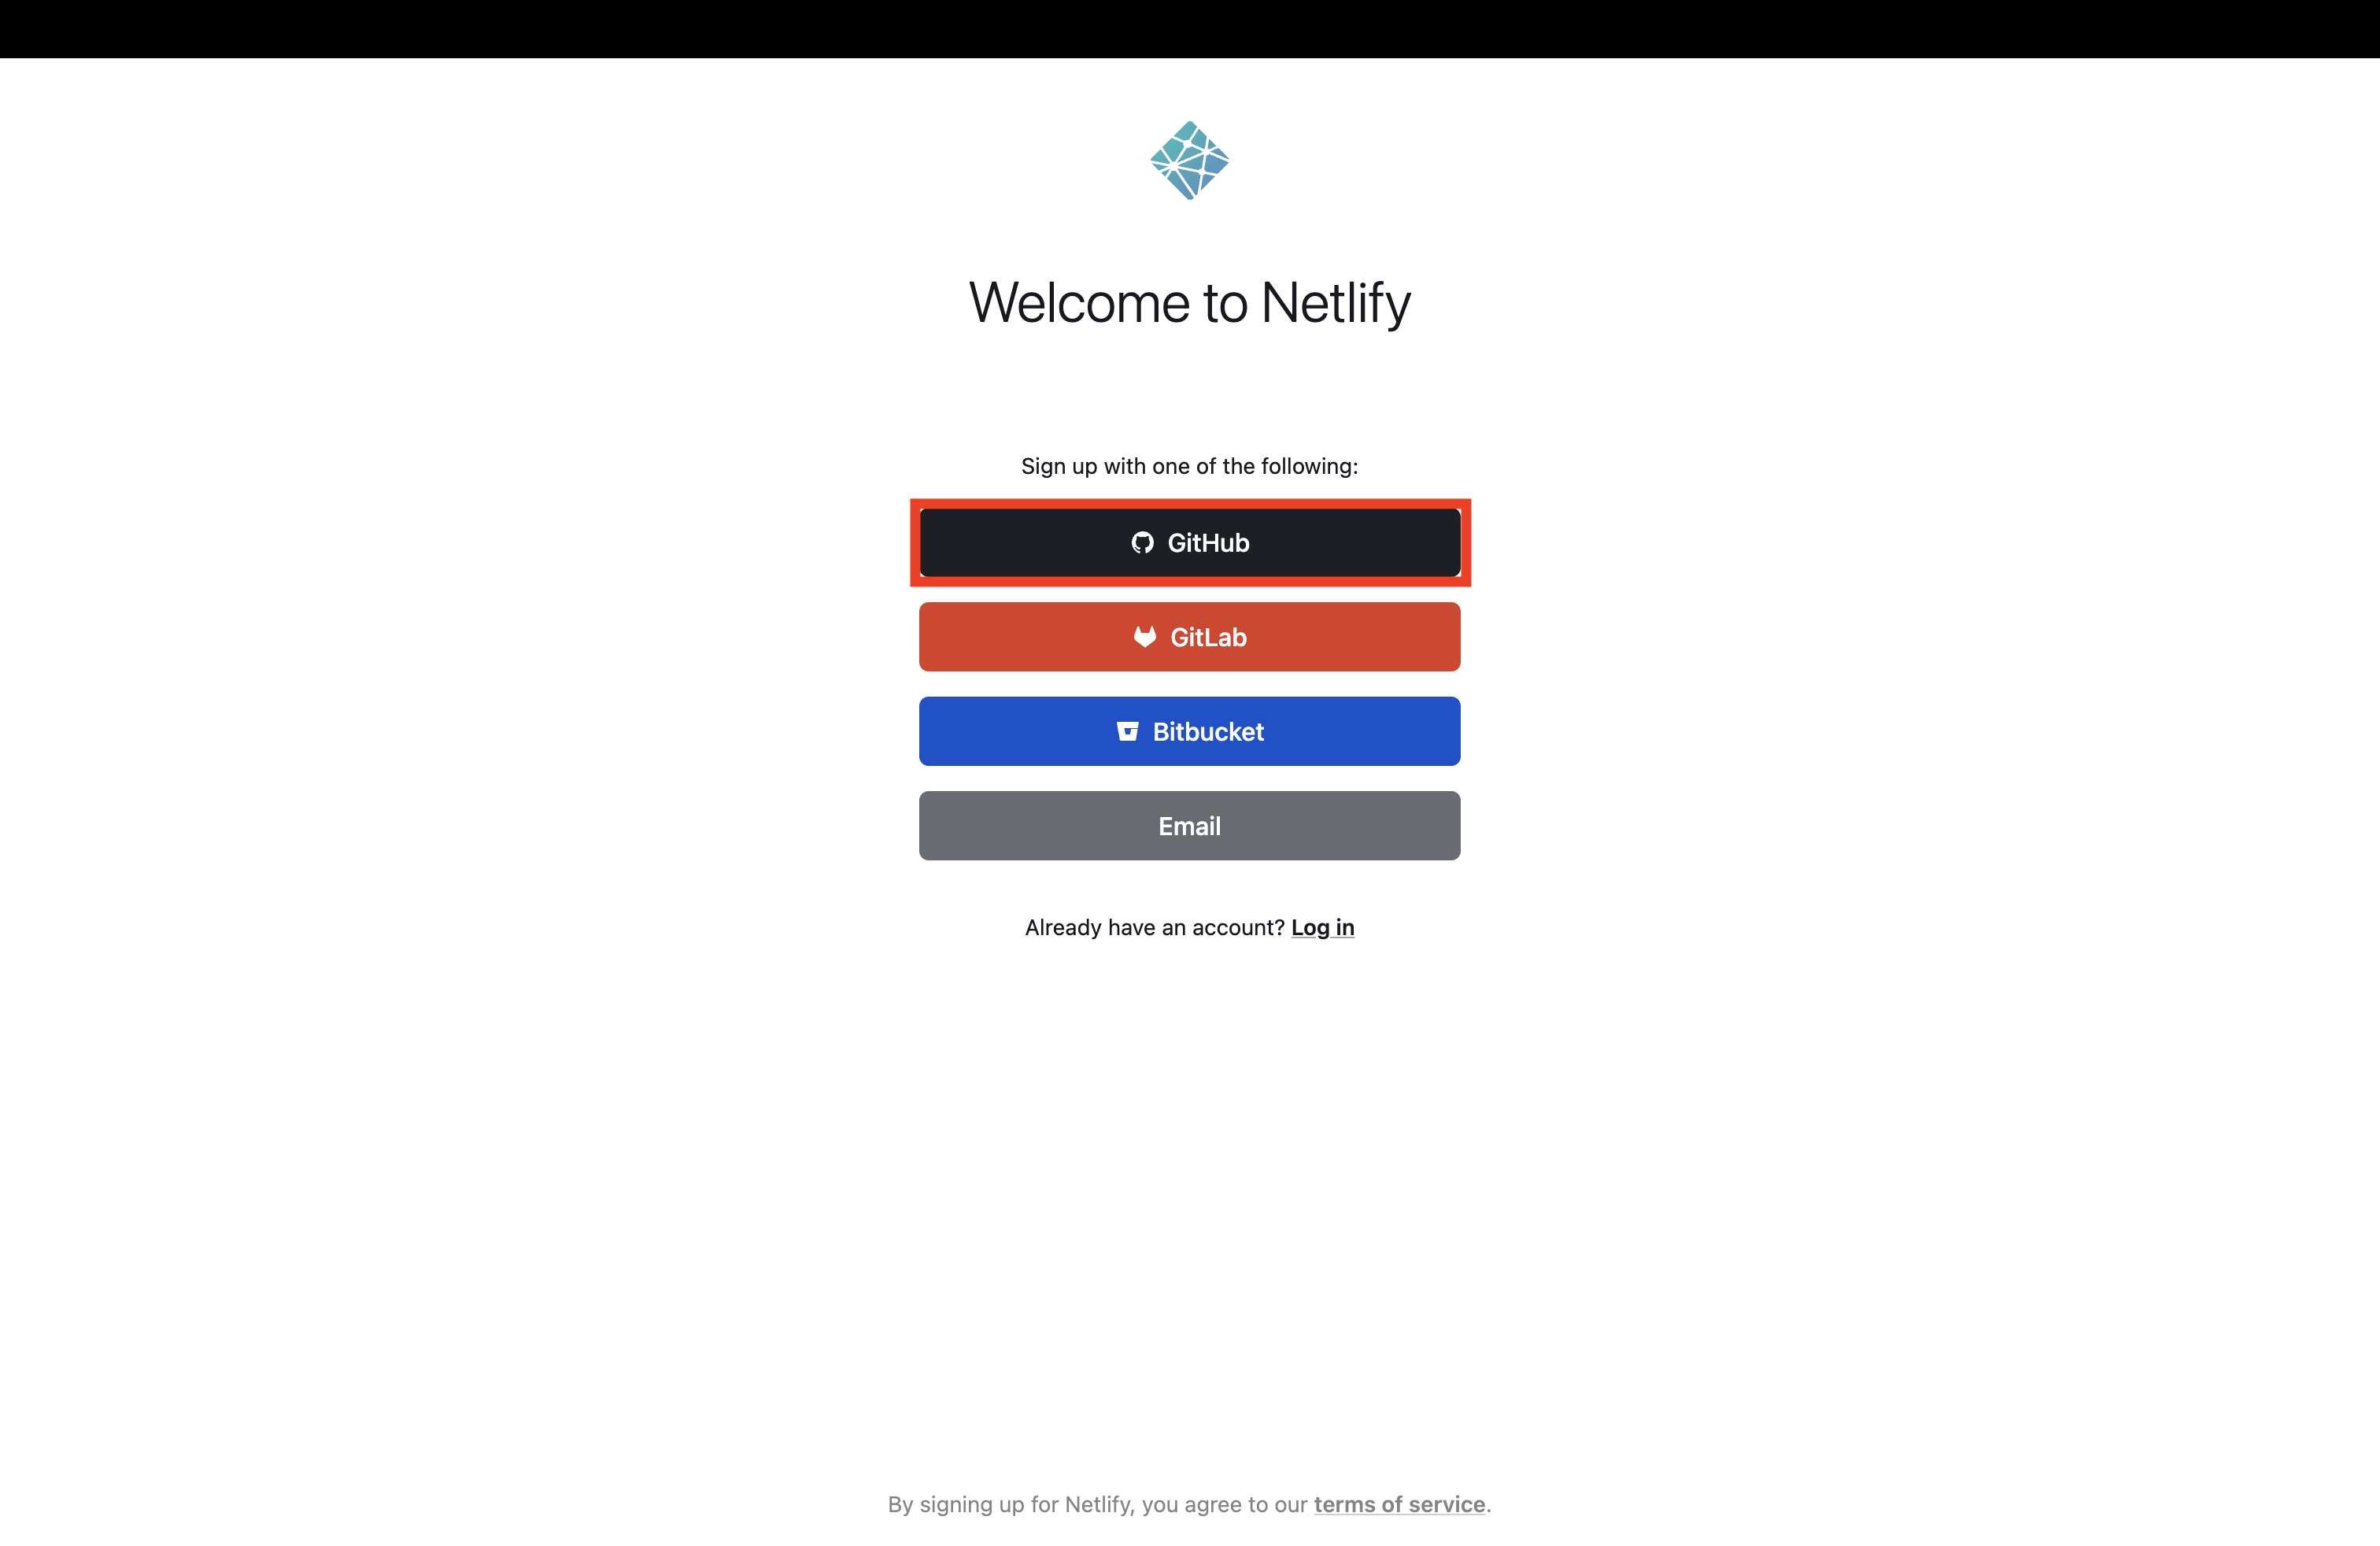 Welcome to Netlify
Sign up with one of the following:
GitHub
GitLab
Bitbucket
Email
Already have an account? Log in
By signing up for Netlify, you agree to our terms of service.